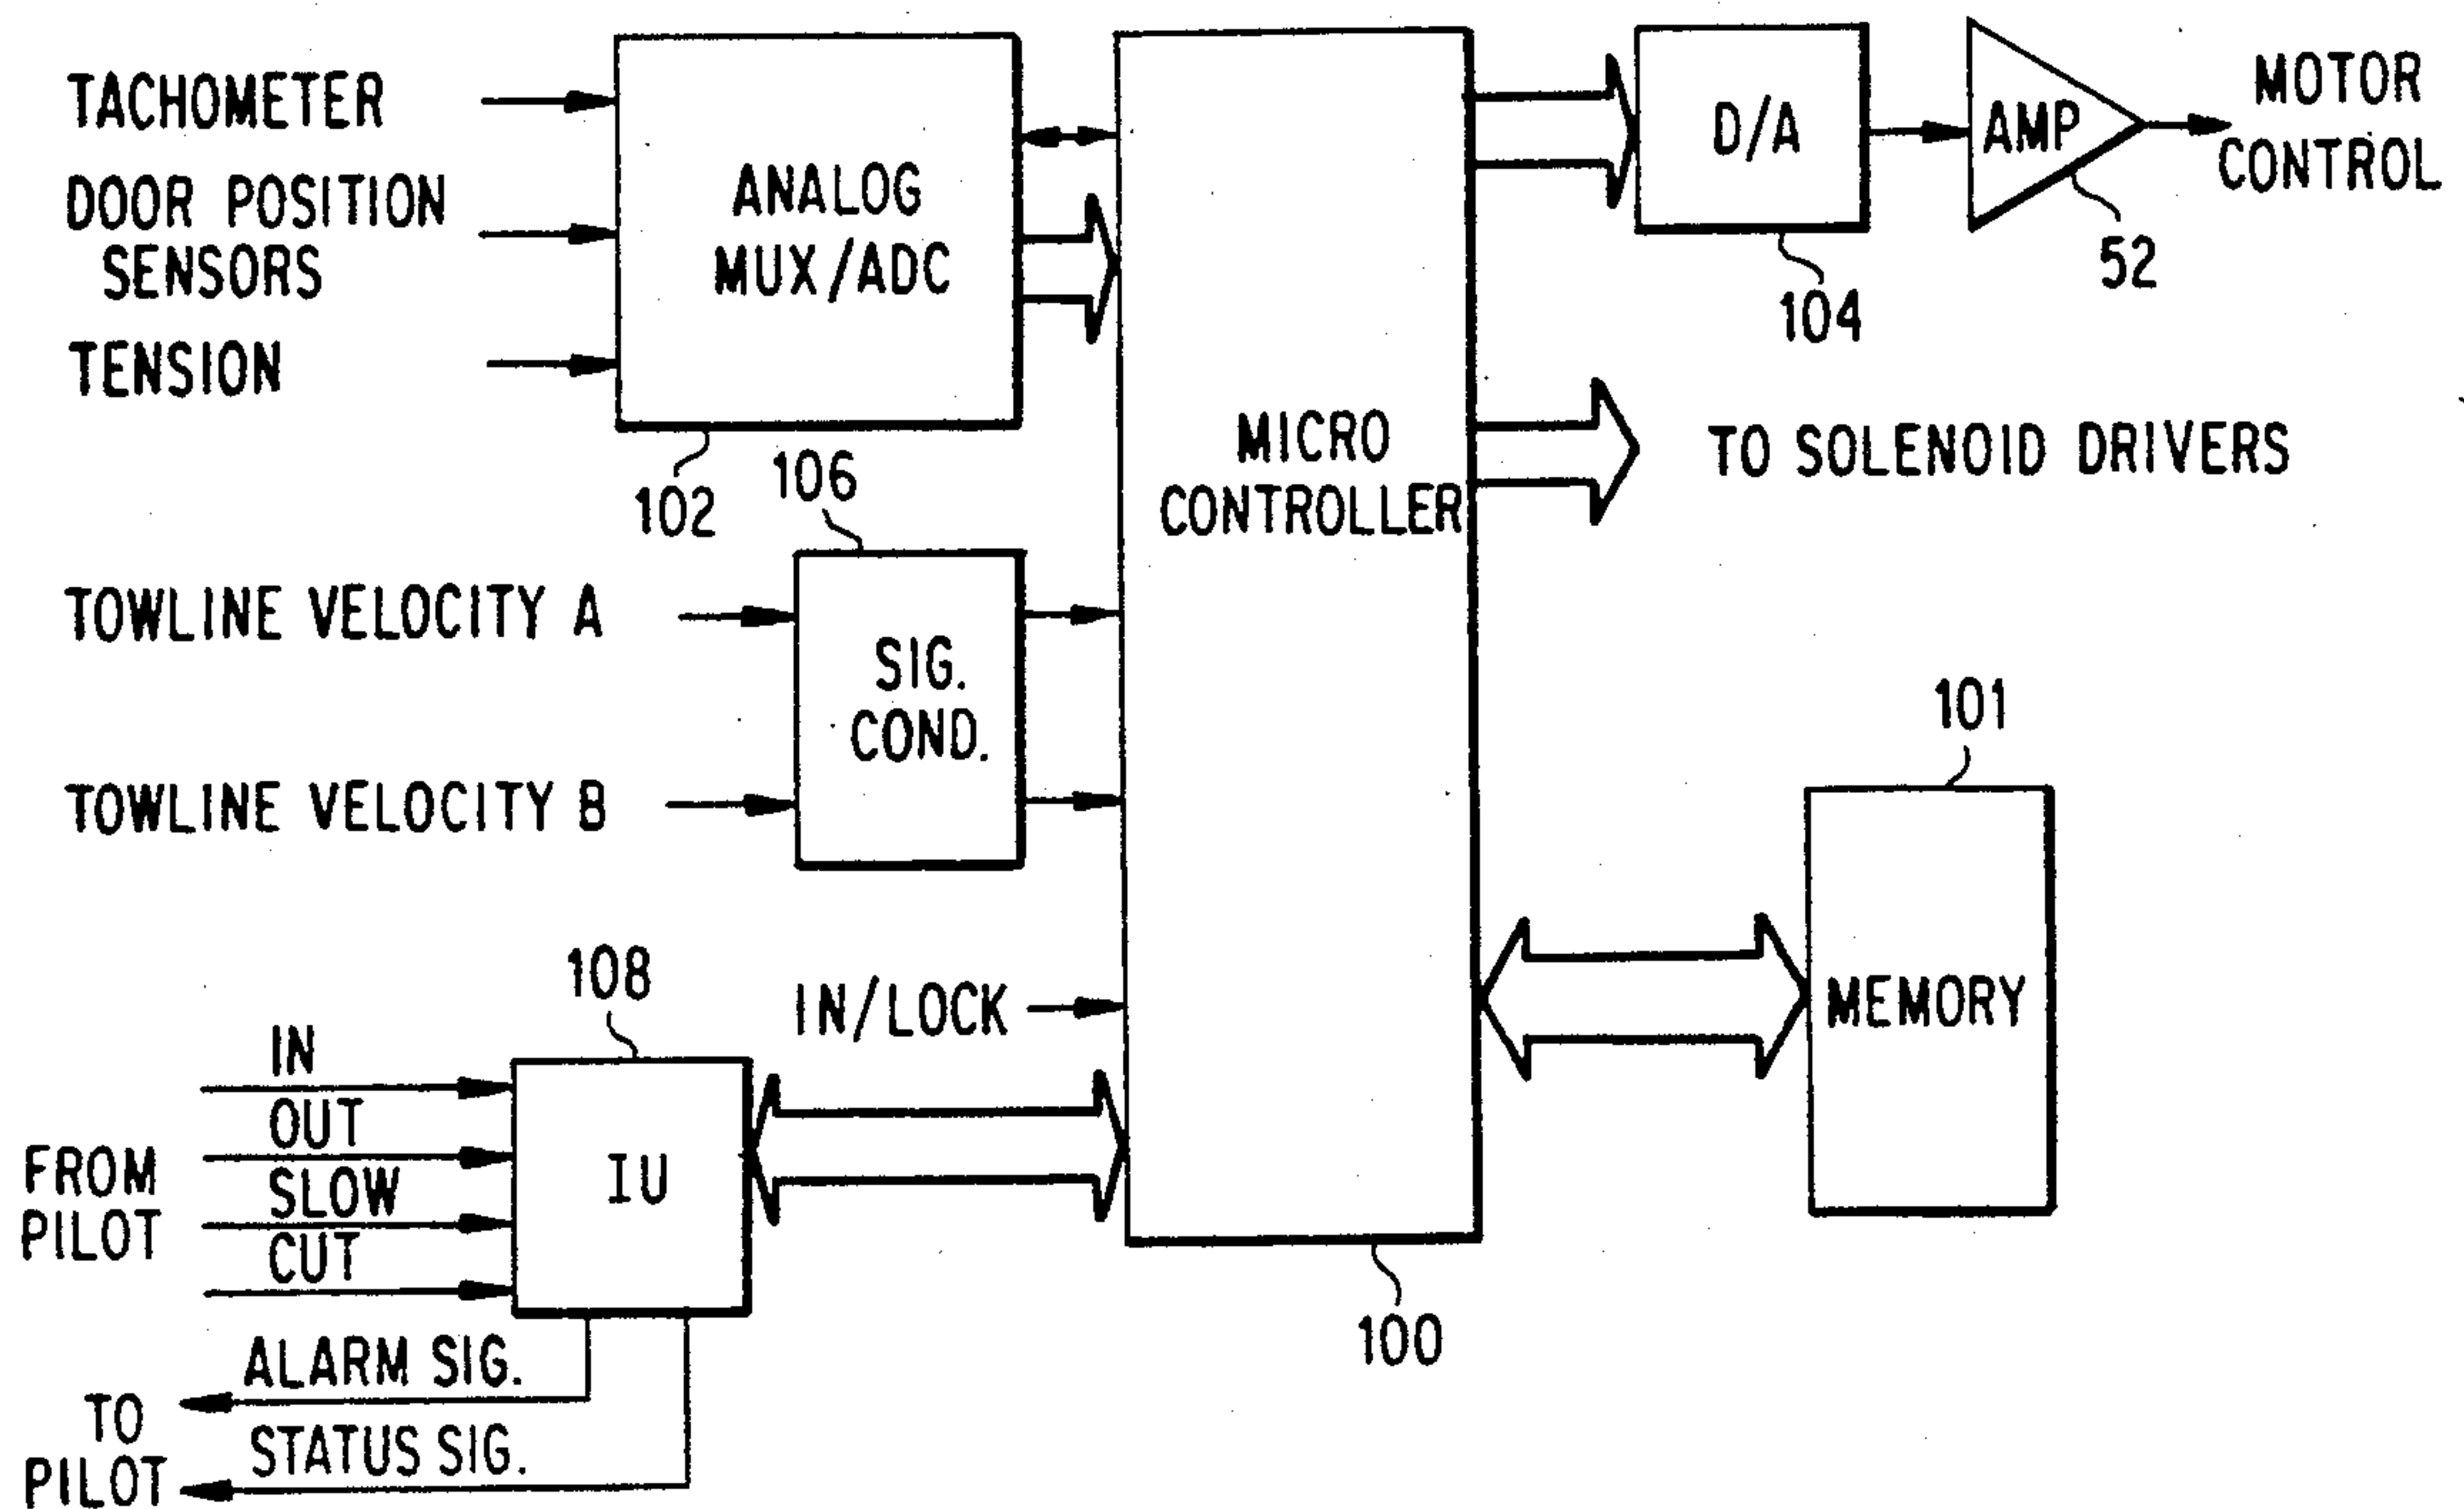 TACHOMETER
DOOR POSITION
SENSORS
TENSION
ANALOG
MUX/ADC
102
106
TOWLINE VELOCITY A
TOWLINE VELOCITY B
SIG.
COND.
MICRO
CONTROLLER
100
D/A
104
AMP
52
MOTOR
CONTROL
TO SOLENOID DRIVERS
101
MEMORY
108
IN/LOCK
FROM
PILOT
IN
OUT
SLOW
CUT
IU
TO
PILOT
ALARM SIG.
STATUS SIG.